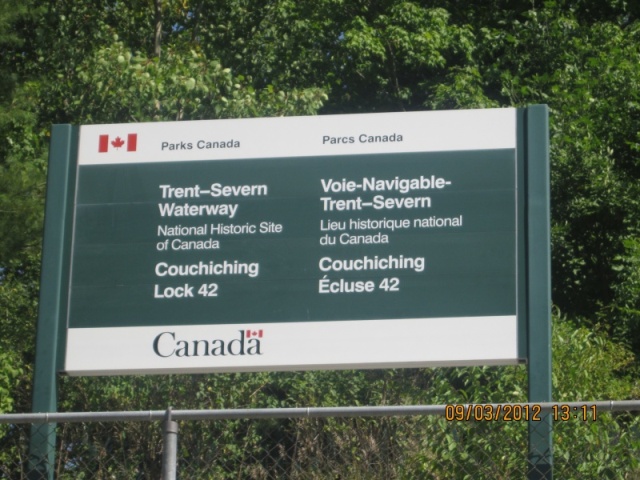 Parks Canada
Parcs Canada
Trent–Severn
Waterway
National Historic Site
of Canada
Couchiching
Lock 42
Voie-Navigable-
Trent–Severn
Lieu historique national
du Canada
Couchiching
Écluse 42
Canada
09/03/2012 13:11